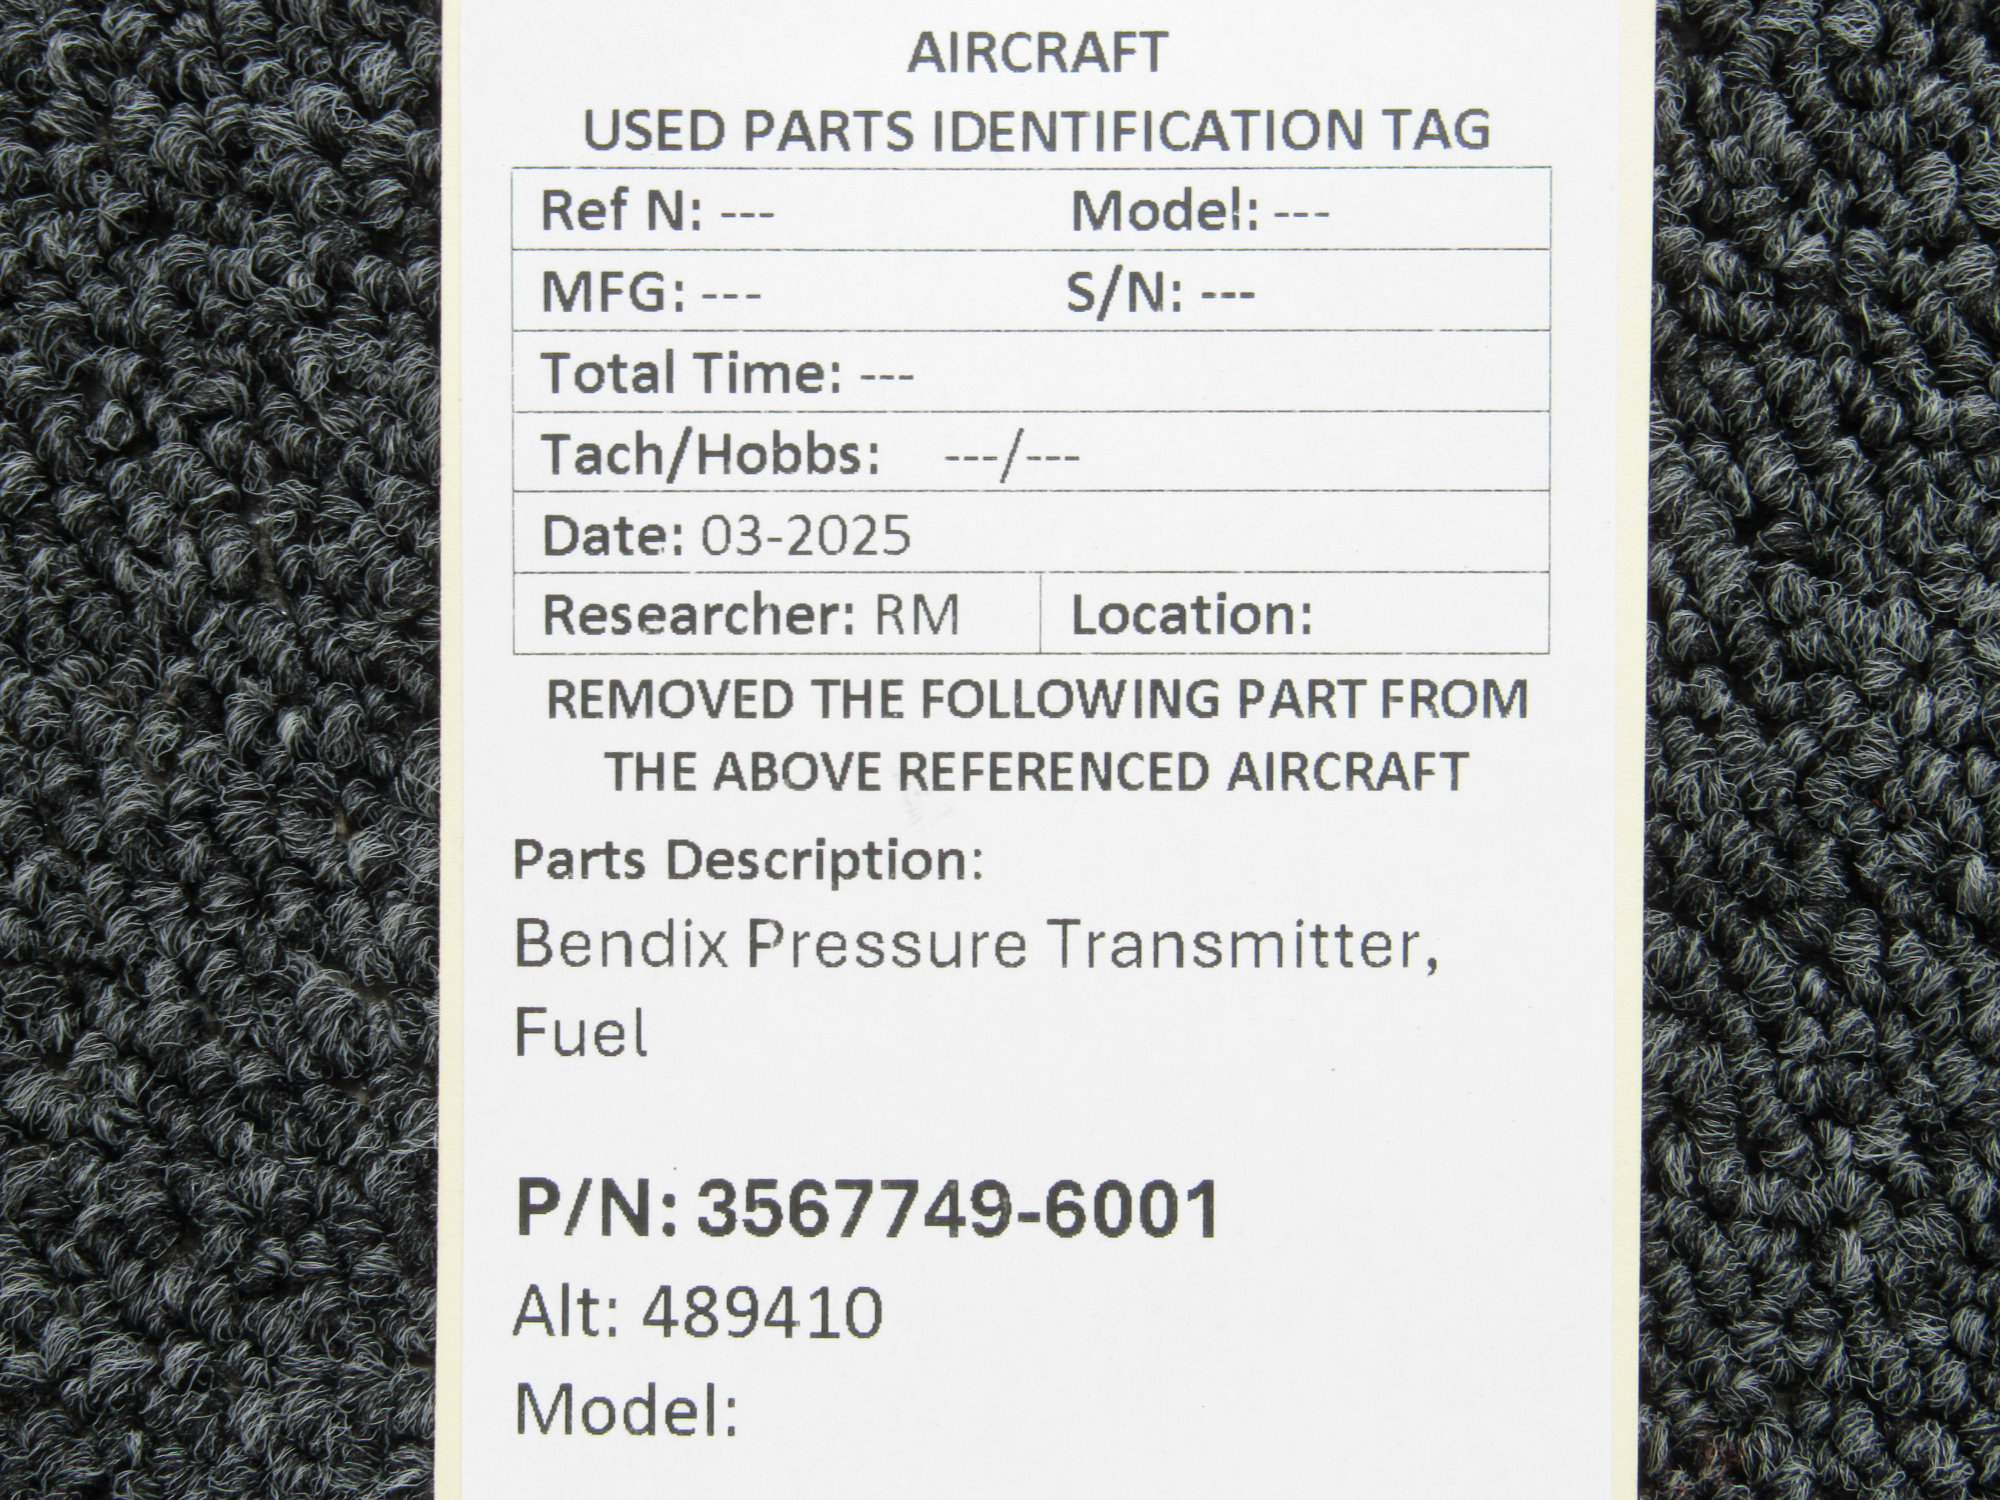 AIRCRAFT
USED PARTS IDENTIFICATION TAG
Ref N: --- Model: ---
MFG: --- S/N: ---
Total Time: ---
Tach/Hobbs: ---/---
Date: 03-2025
Researcher: RM Location:
REMOVED THE FOLLOWING PART FROM
THE ABOVE REFERENCED AIRCRAFT
Parts Description:
Bendix Pressure Transmitter,
Fuel
P/N: 3567749-6001
Alt: 489410
Model: